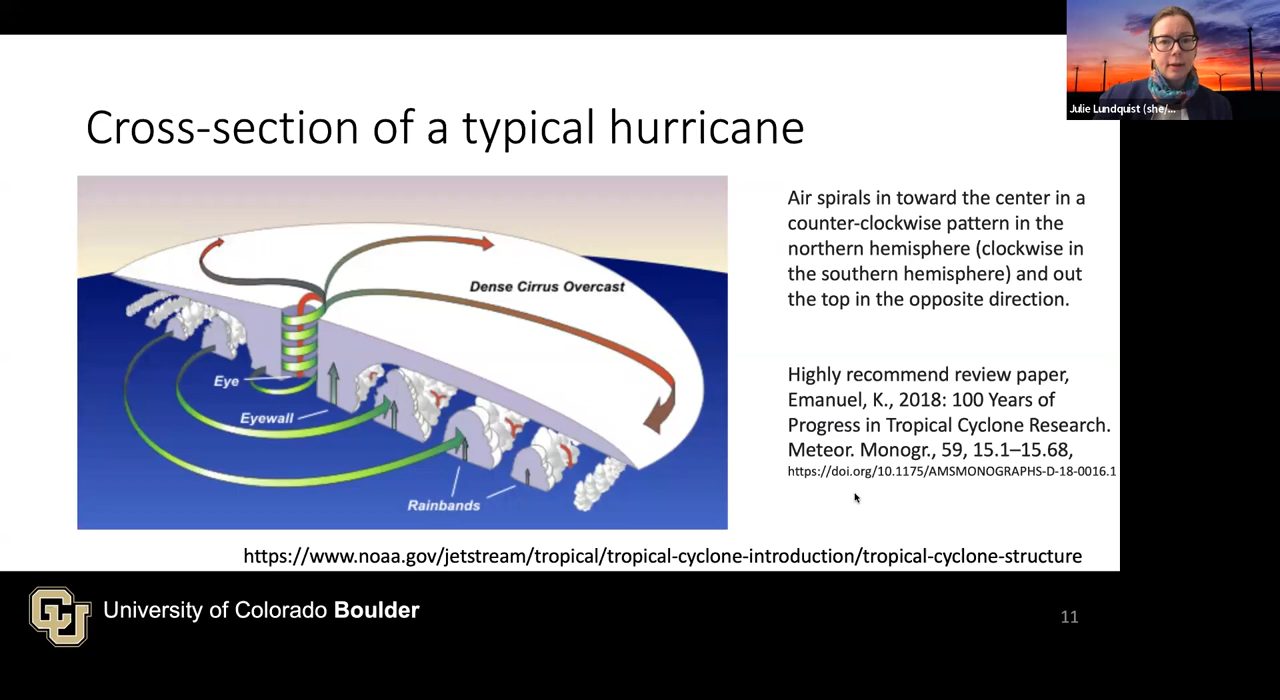 Julie Lundquist (she/...
Cross-section of a typical hurricane
Dense Cirrus Overcast
Eye
Eyewall
Rainbands
Air spirals in toward the center in a
counter-clockwise pattern in the
northern hemisphere (clockwise in
the southern hemisphere) and out
the top in the opposite direction.
Highly recommend review paper,
Emanuel, K., 2018: 100 Years of
Progress in Tropical Cyclone Research.
Meteor. Monogr., 59, 15.1–15.68,
https://doi.org/10.1175/AMSMONOGRAPHS-D-18-0016.1
https://www.noaa.gov/jetstream/tropical/tropical-cyclone-introduction/tropical-cyclone-structure
CU
University of Colorado Boulder
11